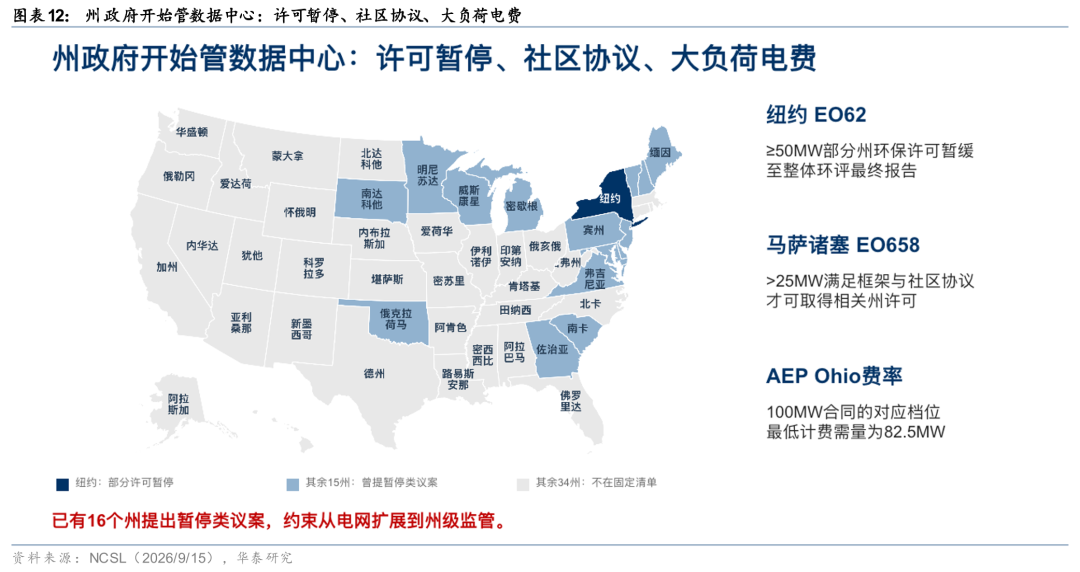 图表12： 州政府开始管数据中心：许可暂停、社区协议、大负荷电费
州政府开始管数据中心：许可暂停、社区协议、大负荷电费
华盛顿
俄勒冈
爱达荷
蒙大拿
北达
科他
明尼
苏达
南达
科他
威斯
康星
密歇根
缅因
纽约
怀俄明
内布拉
斯加
爱荷华
宾州
内华达
犹他
科罗
拉多
伊利
诺伊
印第
安纳
俄亥俄
弗州
加州
堪萨斯
密苏里
肯塔基
弗吉
尼亚
亚利
桑那
新墨
西哥
俄克拉
荷马
阿肯色
田纳西
北卡
南卡
德州
路易斯
安那
密西
西比
阿拉
巴马
佐治亚
佛罗
里达
阿拉
斯加
纽约 EO62
≥50MW部分州环保许可暂缓
至整体环评最终报告
马萨诸塞 EO658
>25MW满足框架与社区协议
才可取得相关州许可
AEP Ohio费率
100MW合同的对应档位
最低计费需量为82.5MW
纽约：部分许可暂停
其余15州：曾提暂停类议案
其余34州：不在固定清单
已有16个州提出暂停类议案，约束从电网扩展到州级监管。
资料来源：NCSL（2026/9/15），华泰研究